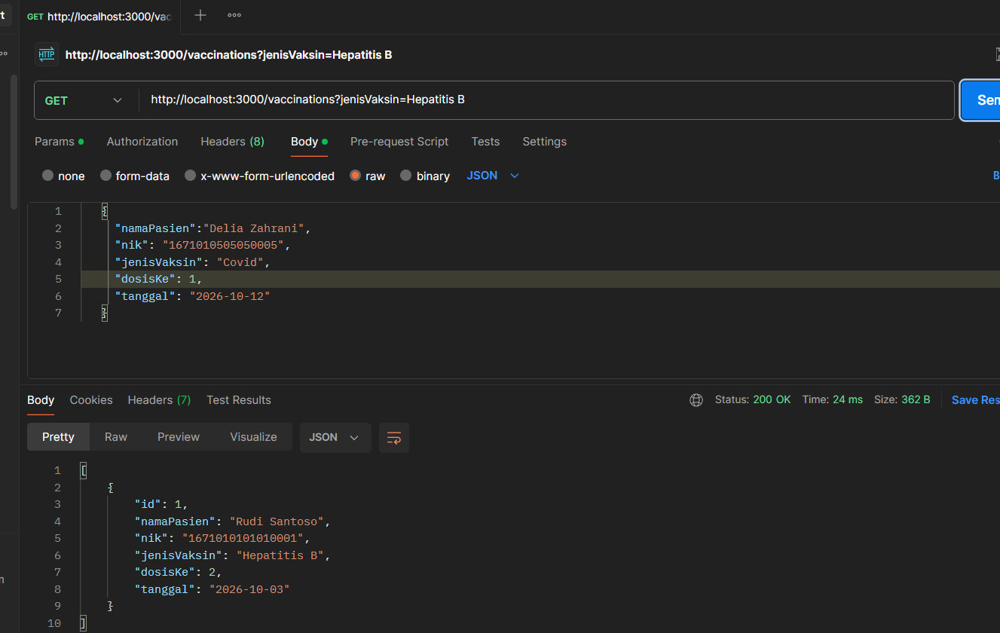 GET http://localhost:3000/vac
HTTP http://localhost:3000/vaccinations?jenisVaksin=Hepatitis B
GET http://localhost:3000/vaccinations?jenisVaksin=Hepatitis B Sen
Params Authorization Headers (8) Body Pre-request Script Tests Settings
none form-data x-www-form-urlencoded raw binary JSON B
1 {
2 "namaPasien":"Delia Zahrani",
3 "nik": "1671010505050005",
4 "jenisVaksin": "Covid",
5 "dosisKe": 1,
6 "tanggal": "2026-10-12"
7 }
Body Cookies Headers (7) Test Results Status: 200 OK Time: 24 ms Size: 362 B Save Res
Pretty Raw Preview Visualize JSON
1 [
2 {
3 "id": 1,
4 "namaPasien": "Rudi Santoso",
5 "nik": "1671010101010001",
6 "jenisVaksin": "Hepatitis B",
7 "dosisKe": 2,
8 "tanggal": "2026-10-03"
9 }
10 ]